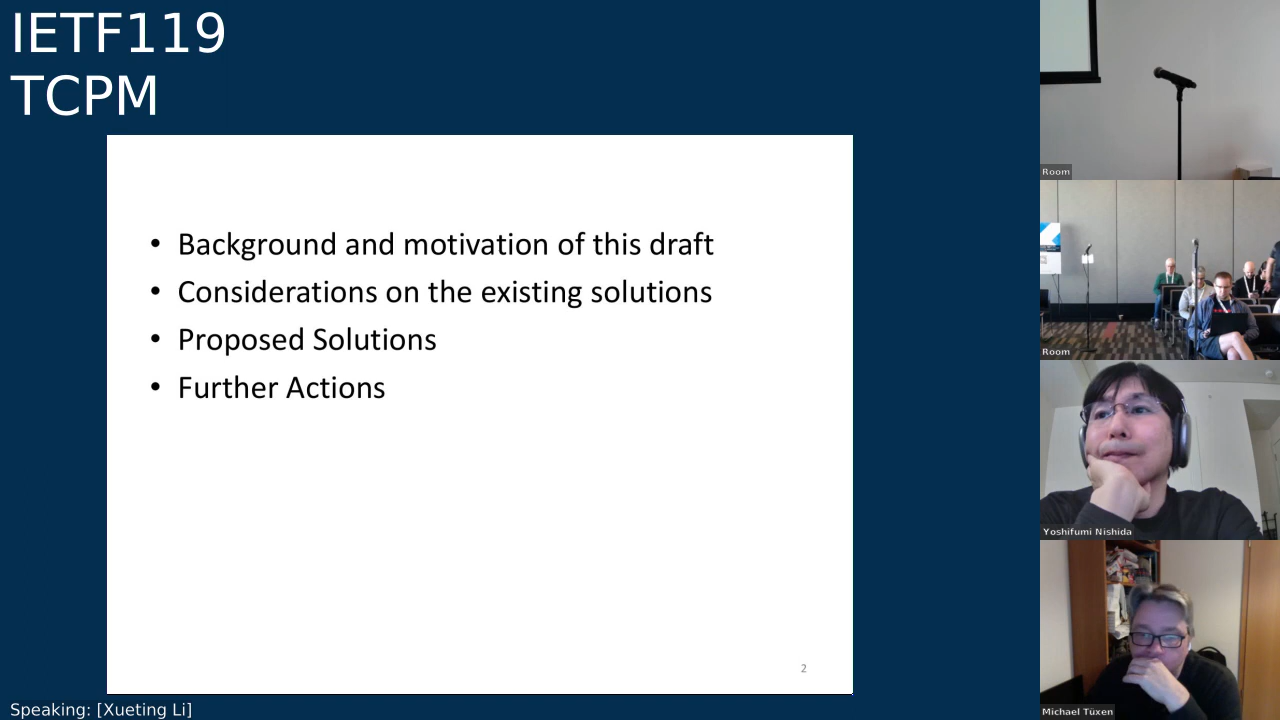 IETF119
TCPM
• Background and motivation of this draft
• Considerations on the existing solutions
• Proposed Solutions
• Further Actions
2
Speaking: [Xueting Li]
Room
Room
Yoshifumi Nishida
Michael Tüxen